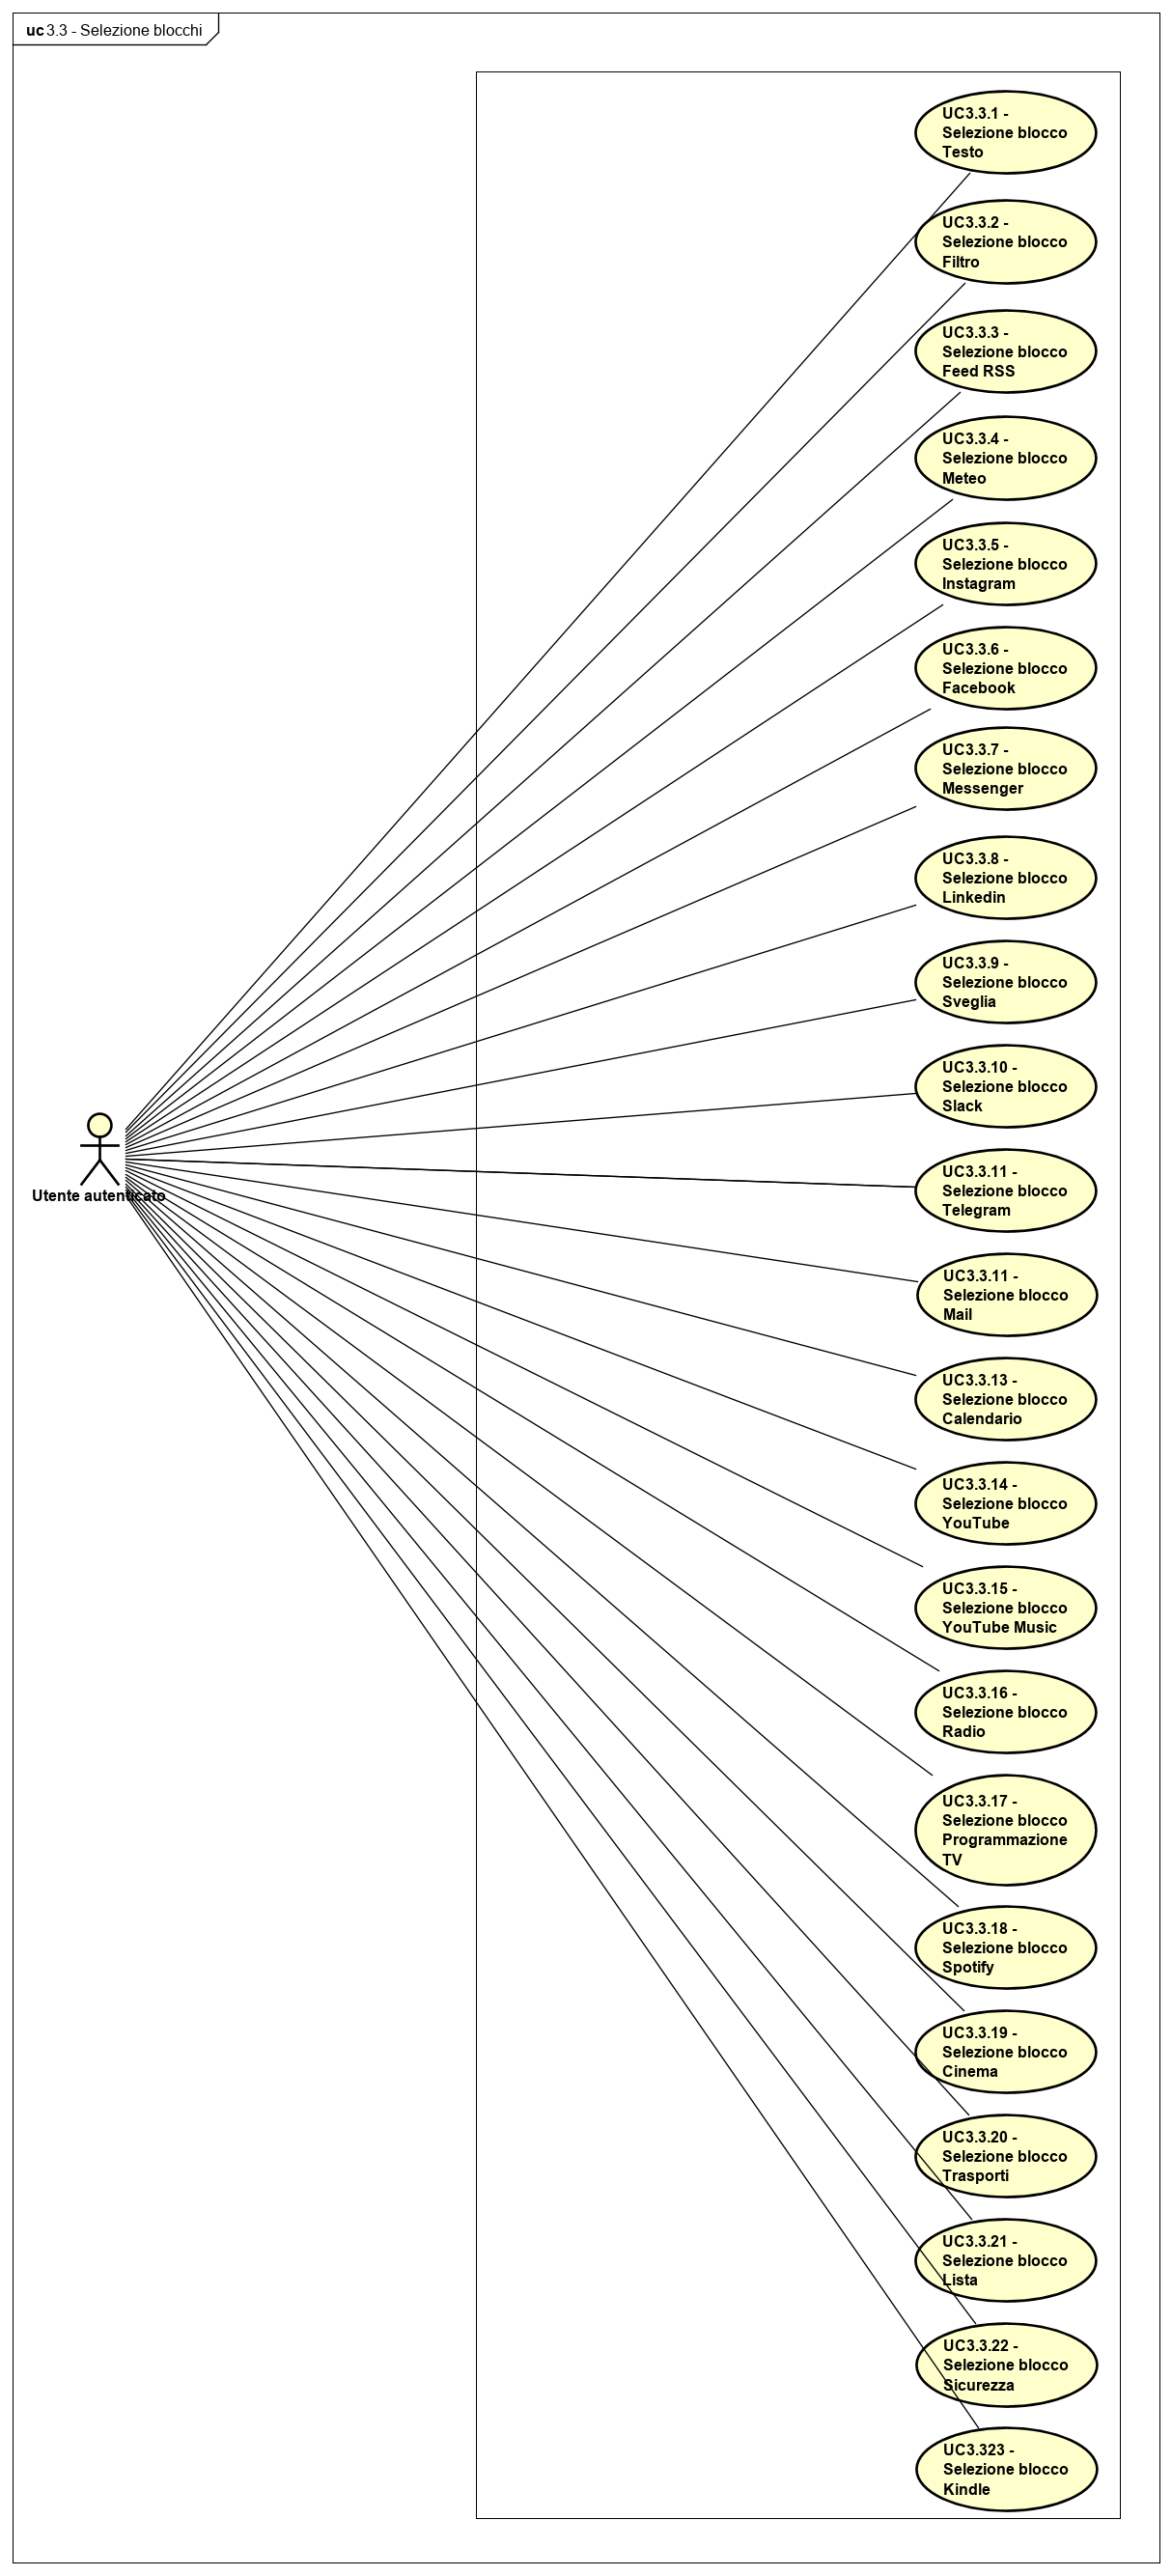 uc 3.3 - Selezione blocchi
UC3.3.1 -
Selezione blocco
Testo
UC3.3.2 -
Selezione blocco
Filtro
UC3.3.3 -
Selezione blocco
Feed RSS
UC3.3.4 -
Selezione blocco
Meteo
UC3.3.5 -
Selezione blocco
Instagram
UC3.3.6 -
Selezione blocco
Facebook
UC3.3.7 -
Selezione blocco
Messenger
UC3.3.8 -
Selezione blocco
Linkedin
UC3.3.9 -
Selezione blocco
Sveglia
UC3.3.10 -
Selezione blocco
Slack
Utente autenticato
UC3.3.11 -
Selezione blocco
Telegram
UC3.3.11 -
Selezione blocco
Mail
UC3.3.13 -
Selezione blocco
Calendario
UC3.3.14 -
Selezione blocco
YouTube
UC3.3.15 -
Selezione blocco
YouTube Music
UC3.3.16 -
Selezione blocco
Radio
UC3.3.17 -
Selezione blocco
Programmazione
TV
UC3.3.18 -
Selezione blocco
Spotify
UC3.3.19 -
Selezione blocco
Cinema
UC3.3.20 -
Selezione blocco
Trasporti
UC3.3.21 -
Selezione blocco
Lista
UC3.3.22 -
Selezione blocco
Sicurezza
UC3.323 -
Selezione blocco
Kindle